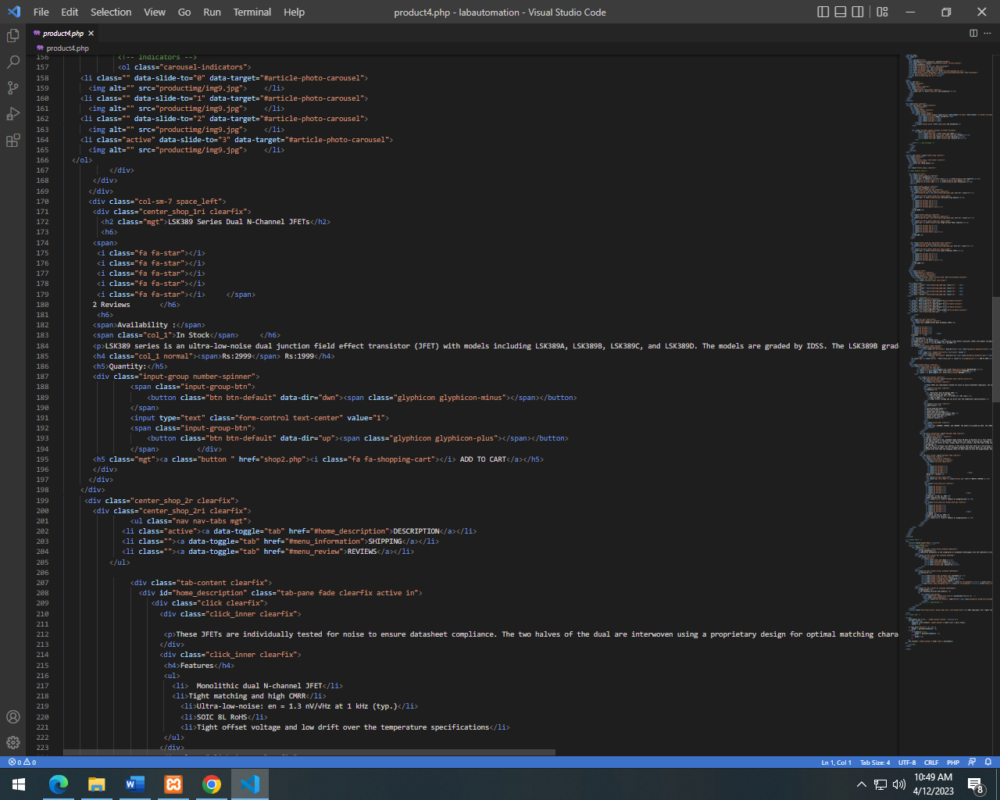 File Edit Selection View Go Run Terminal Help product4.php - labautomation - Visual Studio Code
product4.php
product4.php
156 <!-- Indicators -->
157 <ol class="carousel-indicators">
158 <li class="" data-slide-to="0" data-target="#article-photo-carousel">
159 <img alt="" src="productimg/img9.jpg"> </li>
160 <li class="" data-slide-to="1" data-target="#article-photo-carousel">
161 <img alt="" src="productimg/img9.jpg"> </li>
162 <li class="" data-slide-to="2" data-target="#article-photo-carousel">
163 <img alt="" src="productimg/img9.jpg"> </li>
164 <li class="active" data-slide-to="3" data-target="#article-photo-carousel">
165 <img alt="" src="productimg/img9.jpg"> </li>
166 </ol>
167 </div>
168 </div>
169 </div>
170 <div class="col-sm-7 space_left">
171 <div class="center_shop_1ri clearfix">
172 <h2 class="mgt">LSK389 Series Dual N-Channel JFETs</h2>
173 <h6>
174 <span>
175 <i class="fa fa-star"></i>
176 <i class="fa fa-star"></i>
177 <i class="fa fa-star"></i>
178 <i class="fa fa-star"></i>
179 <i class="fa fa-star"></i> </span>
180 2 Reviews </h6>
181 <h6>
182 <span>Availability :</span>
183 <span class="col_1">In Stock</span> </h6>
184 <p>LSK389 series is an ultra-low-noise dual junction field effect transistor (JFET) with models including LSK389A, LSK389B, LSK389C, and LSK389D. The models are graded by IDSS. The LSK389B grad
185 <h4 class="col_1 normal"><span>Rs:2999</span> Rs:1999</h4>
186 <h5>Quantity:</h5>
187 <div class="input-group number-spinner">
188 <span class="input-group-btn">
189 <button class="btn btn-default" data-dir="dwn"><span class="glyphicon glyphicon-minus"></span></button>
190 </span>
191 <input type="text" class="form-control text-center" value="1">
192 <span class="input-group-btn">
193 <button class="btn btn-default" data-dir="up"><span class="glyphicon glyphicon-plus"></span></button>
194 </span> </div>
195 <h5 class="mgt"><a class="button " href="shop2.php"><i class="fa fa-shopping-cart"></i> ADD TO CART</a></h5>
196 </div>
197 </div>
198 </div>
199 <div class="center_shop_2r clearfix">
200 <div class="center_shop_2ri clearfix">
201 <ul class="nav nav-tabs mgt">
202 <li class="active"><a data-toggle="tab" href="#home_description">DESCRIPTION</a></li>
203 <li class=""><a data-toggle="tab" href="#menu_information">SHIPPING</a></li>
204 <li class=""><a data-toggle="tab" href="#menu_review">REVIEWS</a></li>
205 </ul>
206
207 <div class="tab-content clearfix">
208 <div id="home_description" class="tab-pane fade clearfix active in">
209 <div class="click clearfix">
210 <div class="click_inner clearfix">
211
212 <p>These JFETs are individually tested for noise to ensure datasheet compliance. The two halves of the dual are interwoven using a proprietary design for optimal matching chara
213 </div>
214 <div class="click_inner clearfix">
215 <h4>Features</h4>
216 <ul>
217 <li> Monolithic dual N-channel JFET</li>
218 <li>Tight matching and high CMRR</li>
219 <li>Ultra-low-noise: en = 1.3 nV/√Hz at 1 kHz (typ.)</li>
220 <li>SOIC 8L RoHS</li>
221 <li>Tight offset voltage and low drift over the temperature specifications</li>
222 </ul>
223 </div>
0 0 Ln 1, Col 1 Tab Size: 4 UTF-8 CRLF PHP
10:49 AM
4/12/2023
8